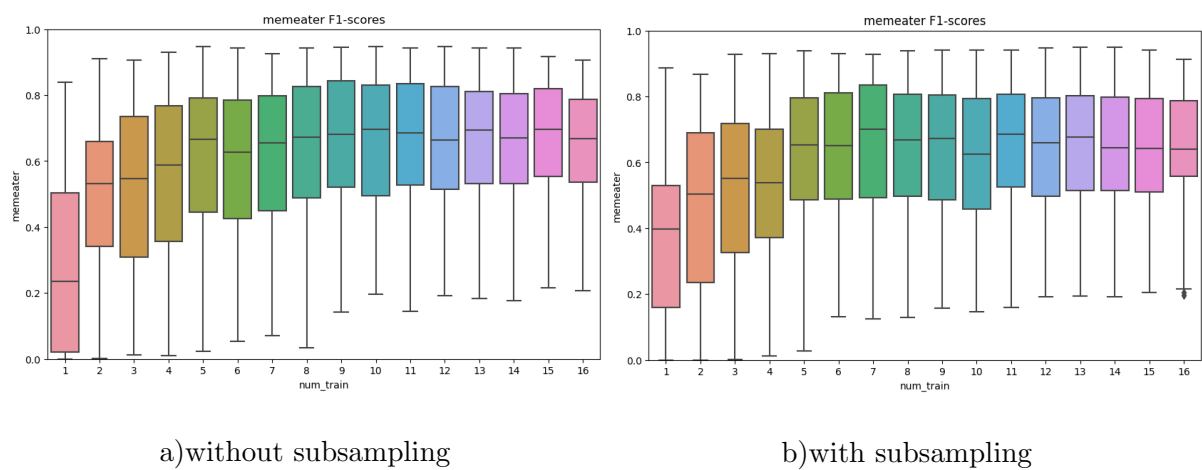 memeater F1-scores
1.0
0.8
0.6
0.4
0.2
0.0
memeater
1 2 3 4 5 6 7 8 9 10 11 12 13 14 15 16
num_train
a)without subsampling
memeater F1-scores
1.0
0.8
0.6
0.4
0.2
0.0
memeater
1 2 3 4 5 6 7 8 9 10 11 12 13 14 15 16
num_train
b)with subsampling